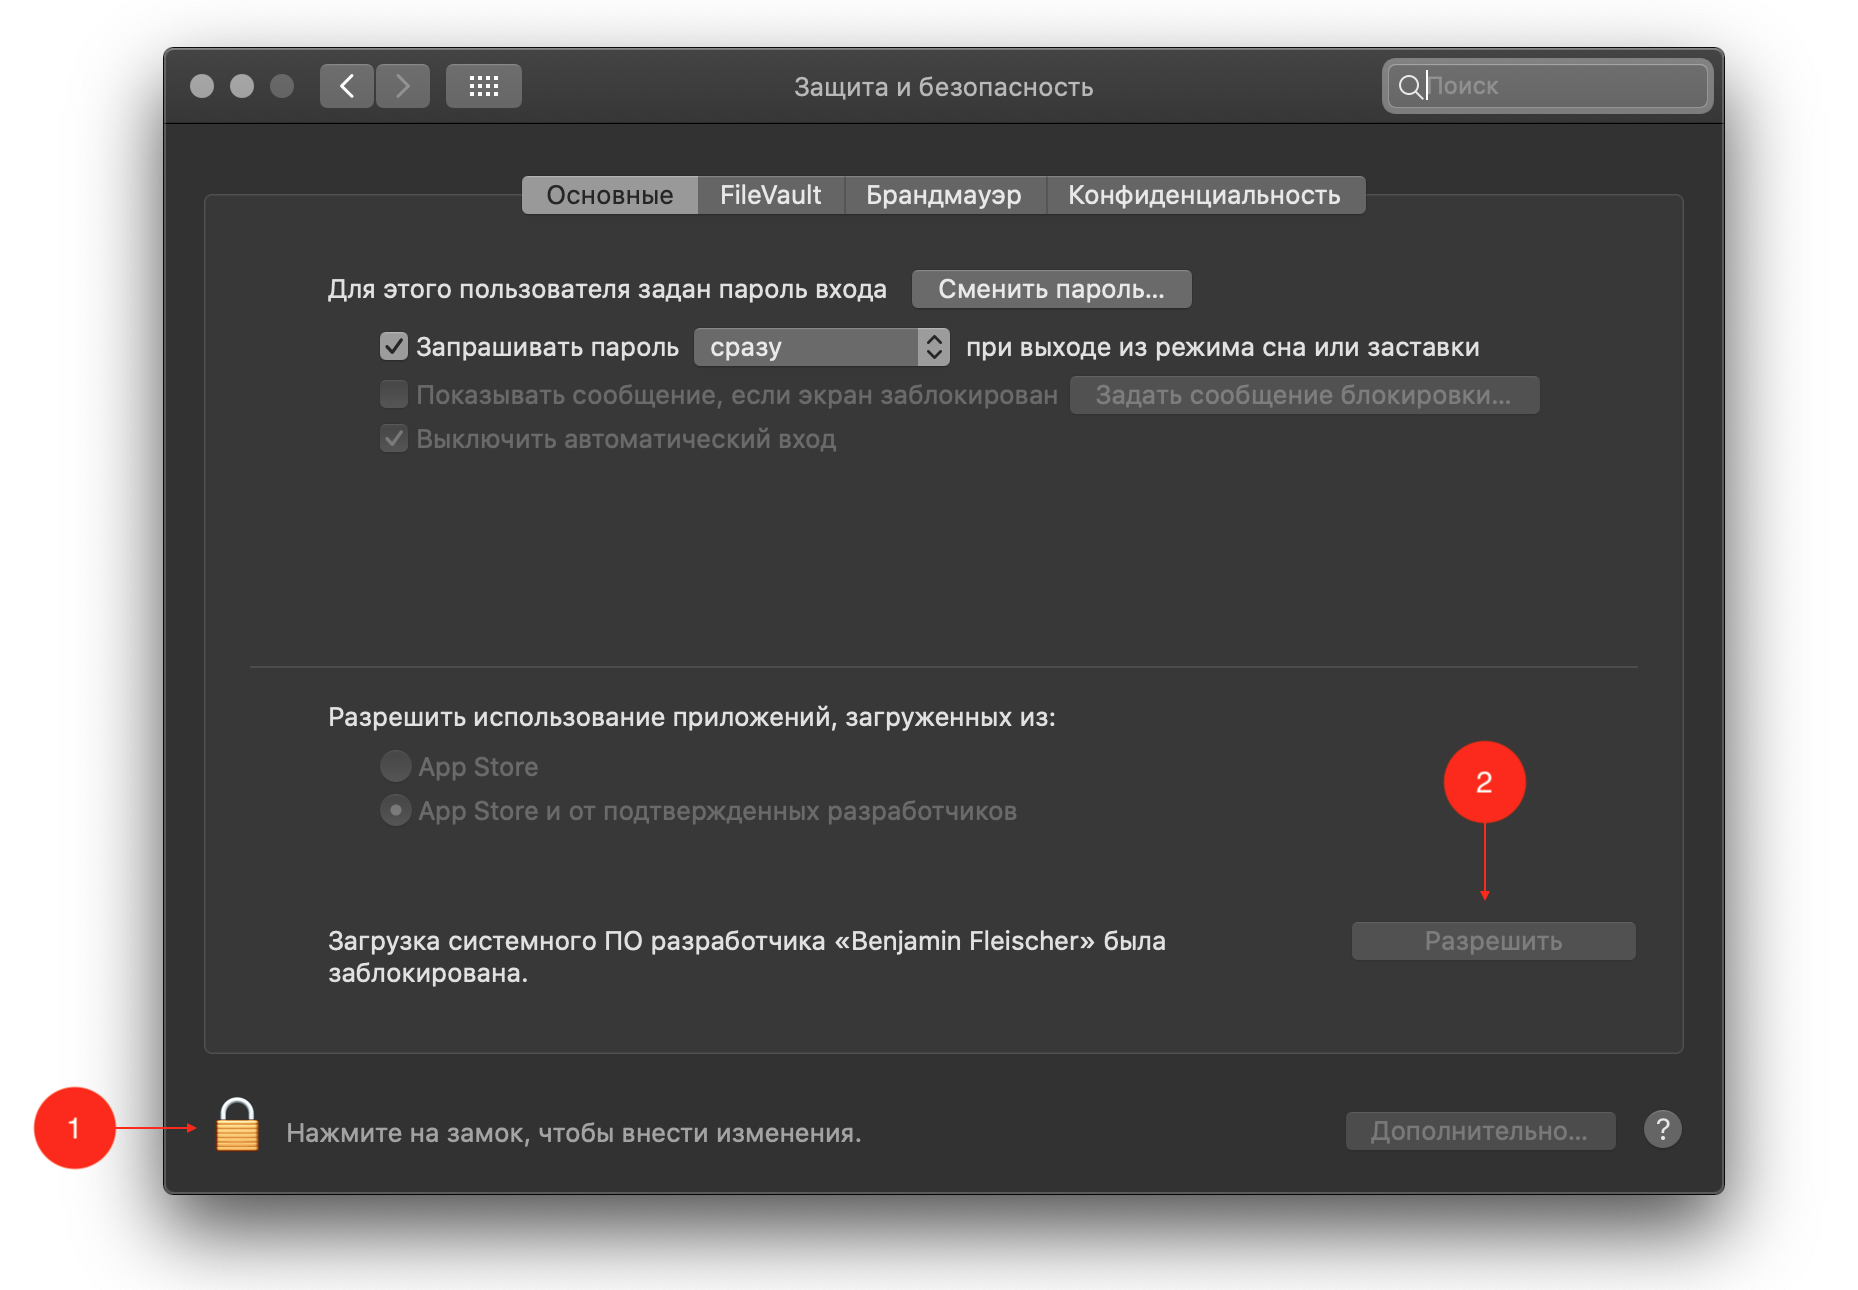 Защита и безопасность
Поиск
Основные FileVault Брандмауэр Конфиденциальность
Для этого пользователя задан пароль входа Сменить пароль...
Запрашивать пароль сразу при выходе из режима сна или заставки
Показывать сообщение, если экран заблокирован Задать сообщение блокировки...
Выключить автоматический вход
Разрешить использование приложений, загруженных из:
App Store
App Store и от подтвержденных разработчиков
2
Загрузка системного ПО разработчика «Benjamin Fleischer» была
заблокирована.
Разрешить
1
Нажмите на замок, чтобы внести изменения.
Дополнительно... ?